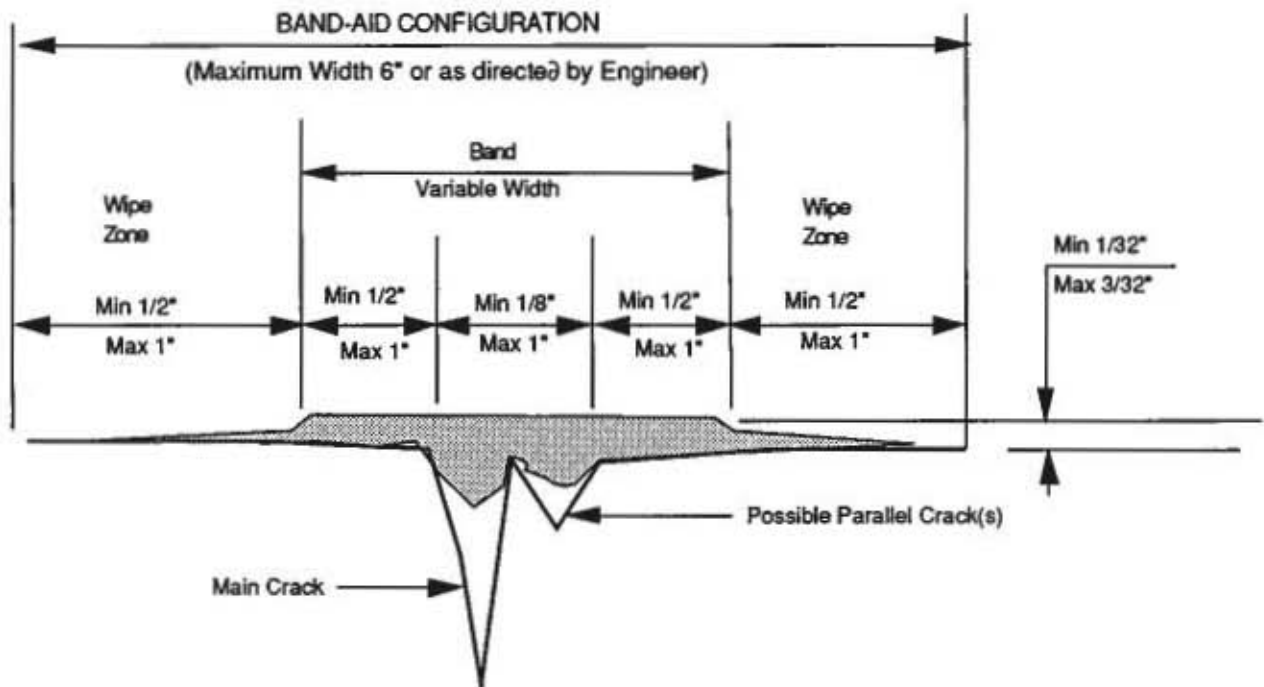 BAND-AID CONFIGURATION
(Maximum Width 6" or as directed by Engineer)
Band
Variable Width
Wipe
Zone
Wipe
Zone
Min 1/32"
Max 3/32"
Min 1/2"
Max 1"
Min 1/2"
Max 1"
Min 1/8"
Max 1"
Min 1/2"
Max 1"
Min 1/2"
Max 1"
Possible Parallel Crack(s)
Main Crack